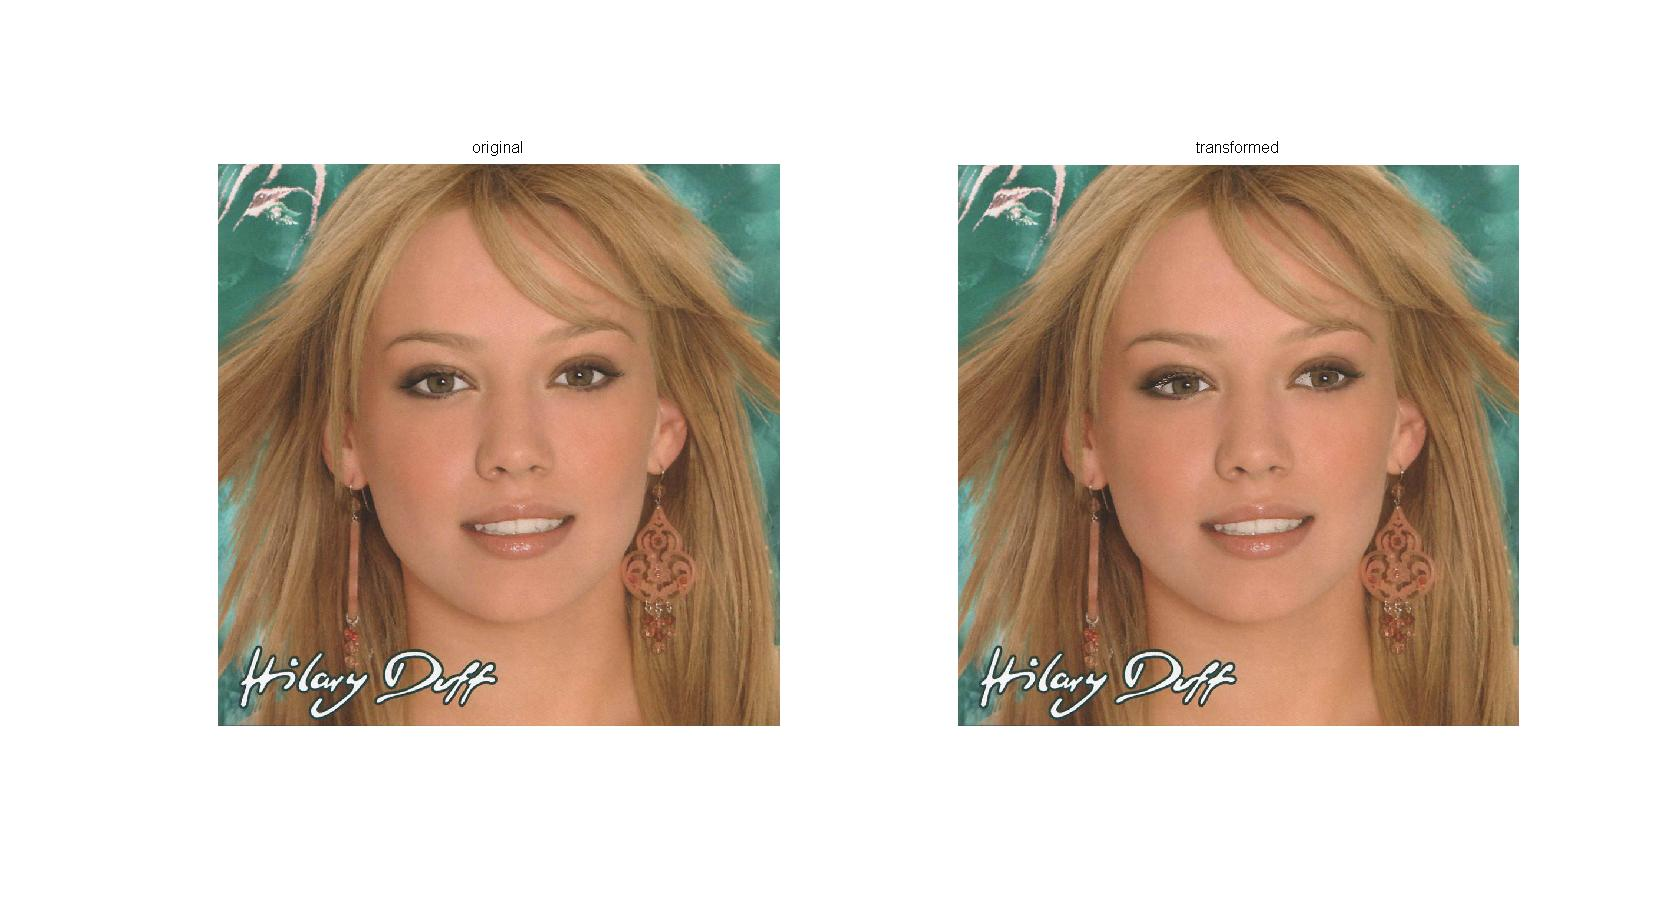 original
transformed
Hilary Duff
Hilary Duff